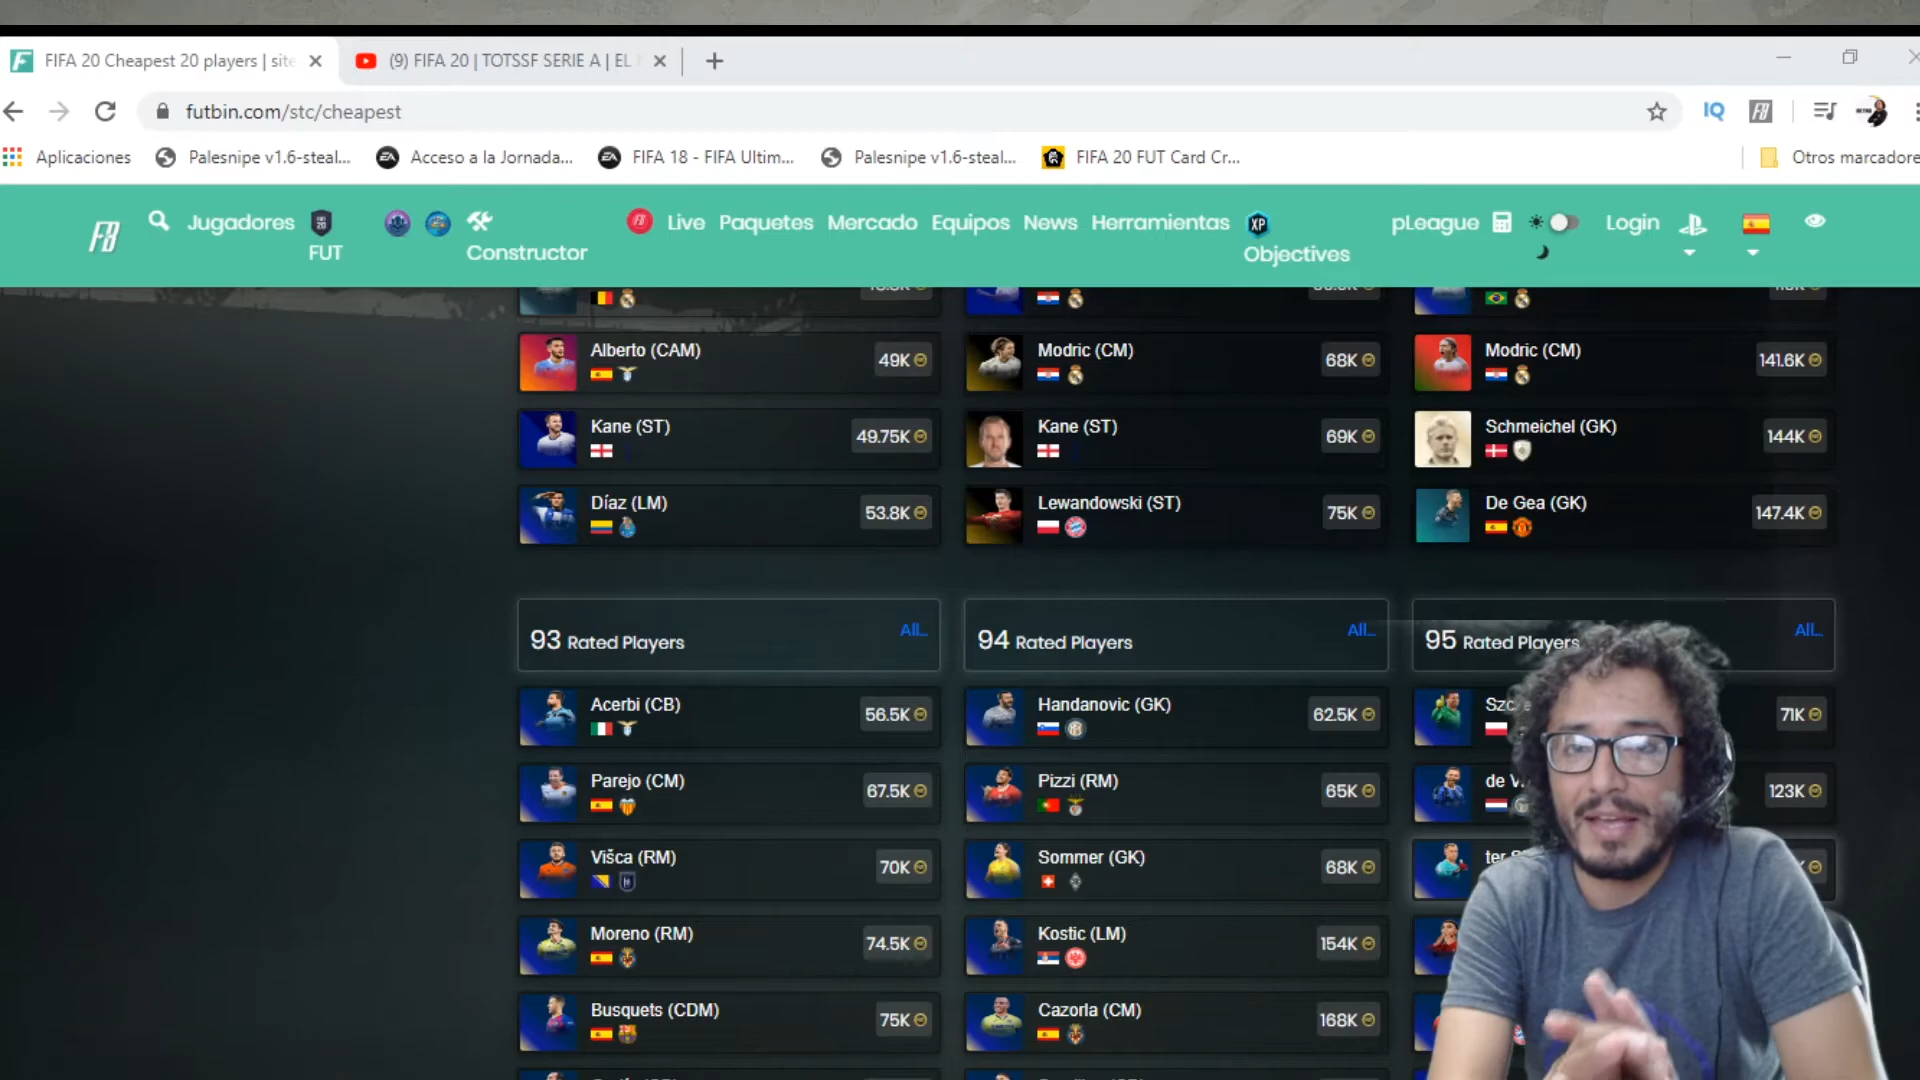 FIFA 20 Cheapest 20 players | site
(9) FIFA 20 | TOTSSF SERIE A | EL
futbin.com/stc/cheapest
IQ
Aplicaciones
Palesnipe v1.6-steal...
Acceso a la Jornada...
FIFA 18 - FIFA Ultim...
Palesnipe v1.6-steal...
FIFA 20 FUT Card Cr...
Otros marcadore
Jugadores
FUT
Constructor
Live
Paquetes
Mercado
Equipos
News
Herramientas
XP
Objectives
pLeague
Login
Alberto (CAM)
49K
Modric (CM)
68K
Modric (CM)
141.6K
Kane (ST)
49.75K
Kane (ST)
69K
Schmeichel (GK)
144K
Díaz (LM)
53.8K
Lewandowski (ST)
75K
De Gea (GK)
147.4K
93 Rated Players
All...
94 Rated Players
All...
95 Rated Players
All...
Acerbi (CB)
56.5K
Handanovic (GK)
62.5K
71K
Parejo (CM)
67.5K
Pizzi (RM)
65K
de V
123K
Višca (RM)
70K
Sommer (GK)
68K
ter
Moreno (RM)
74.5K
Kostic (LM)
154K
Busquets (CDM)
75K
Cazorla (CM)
168K